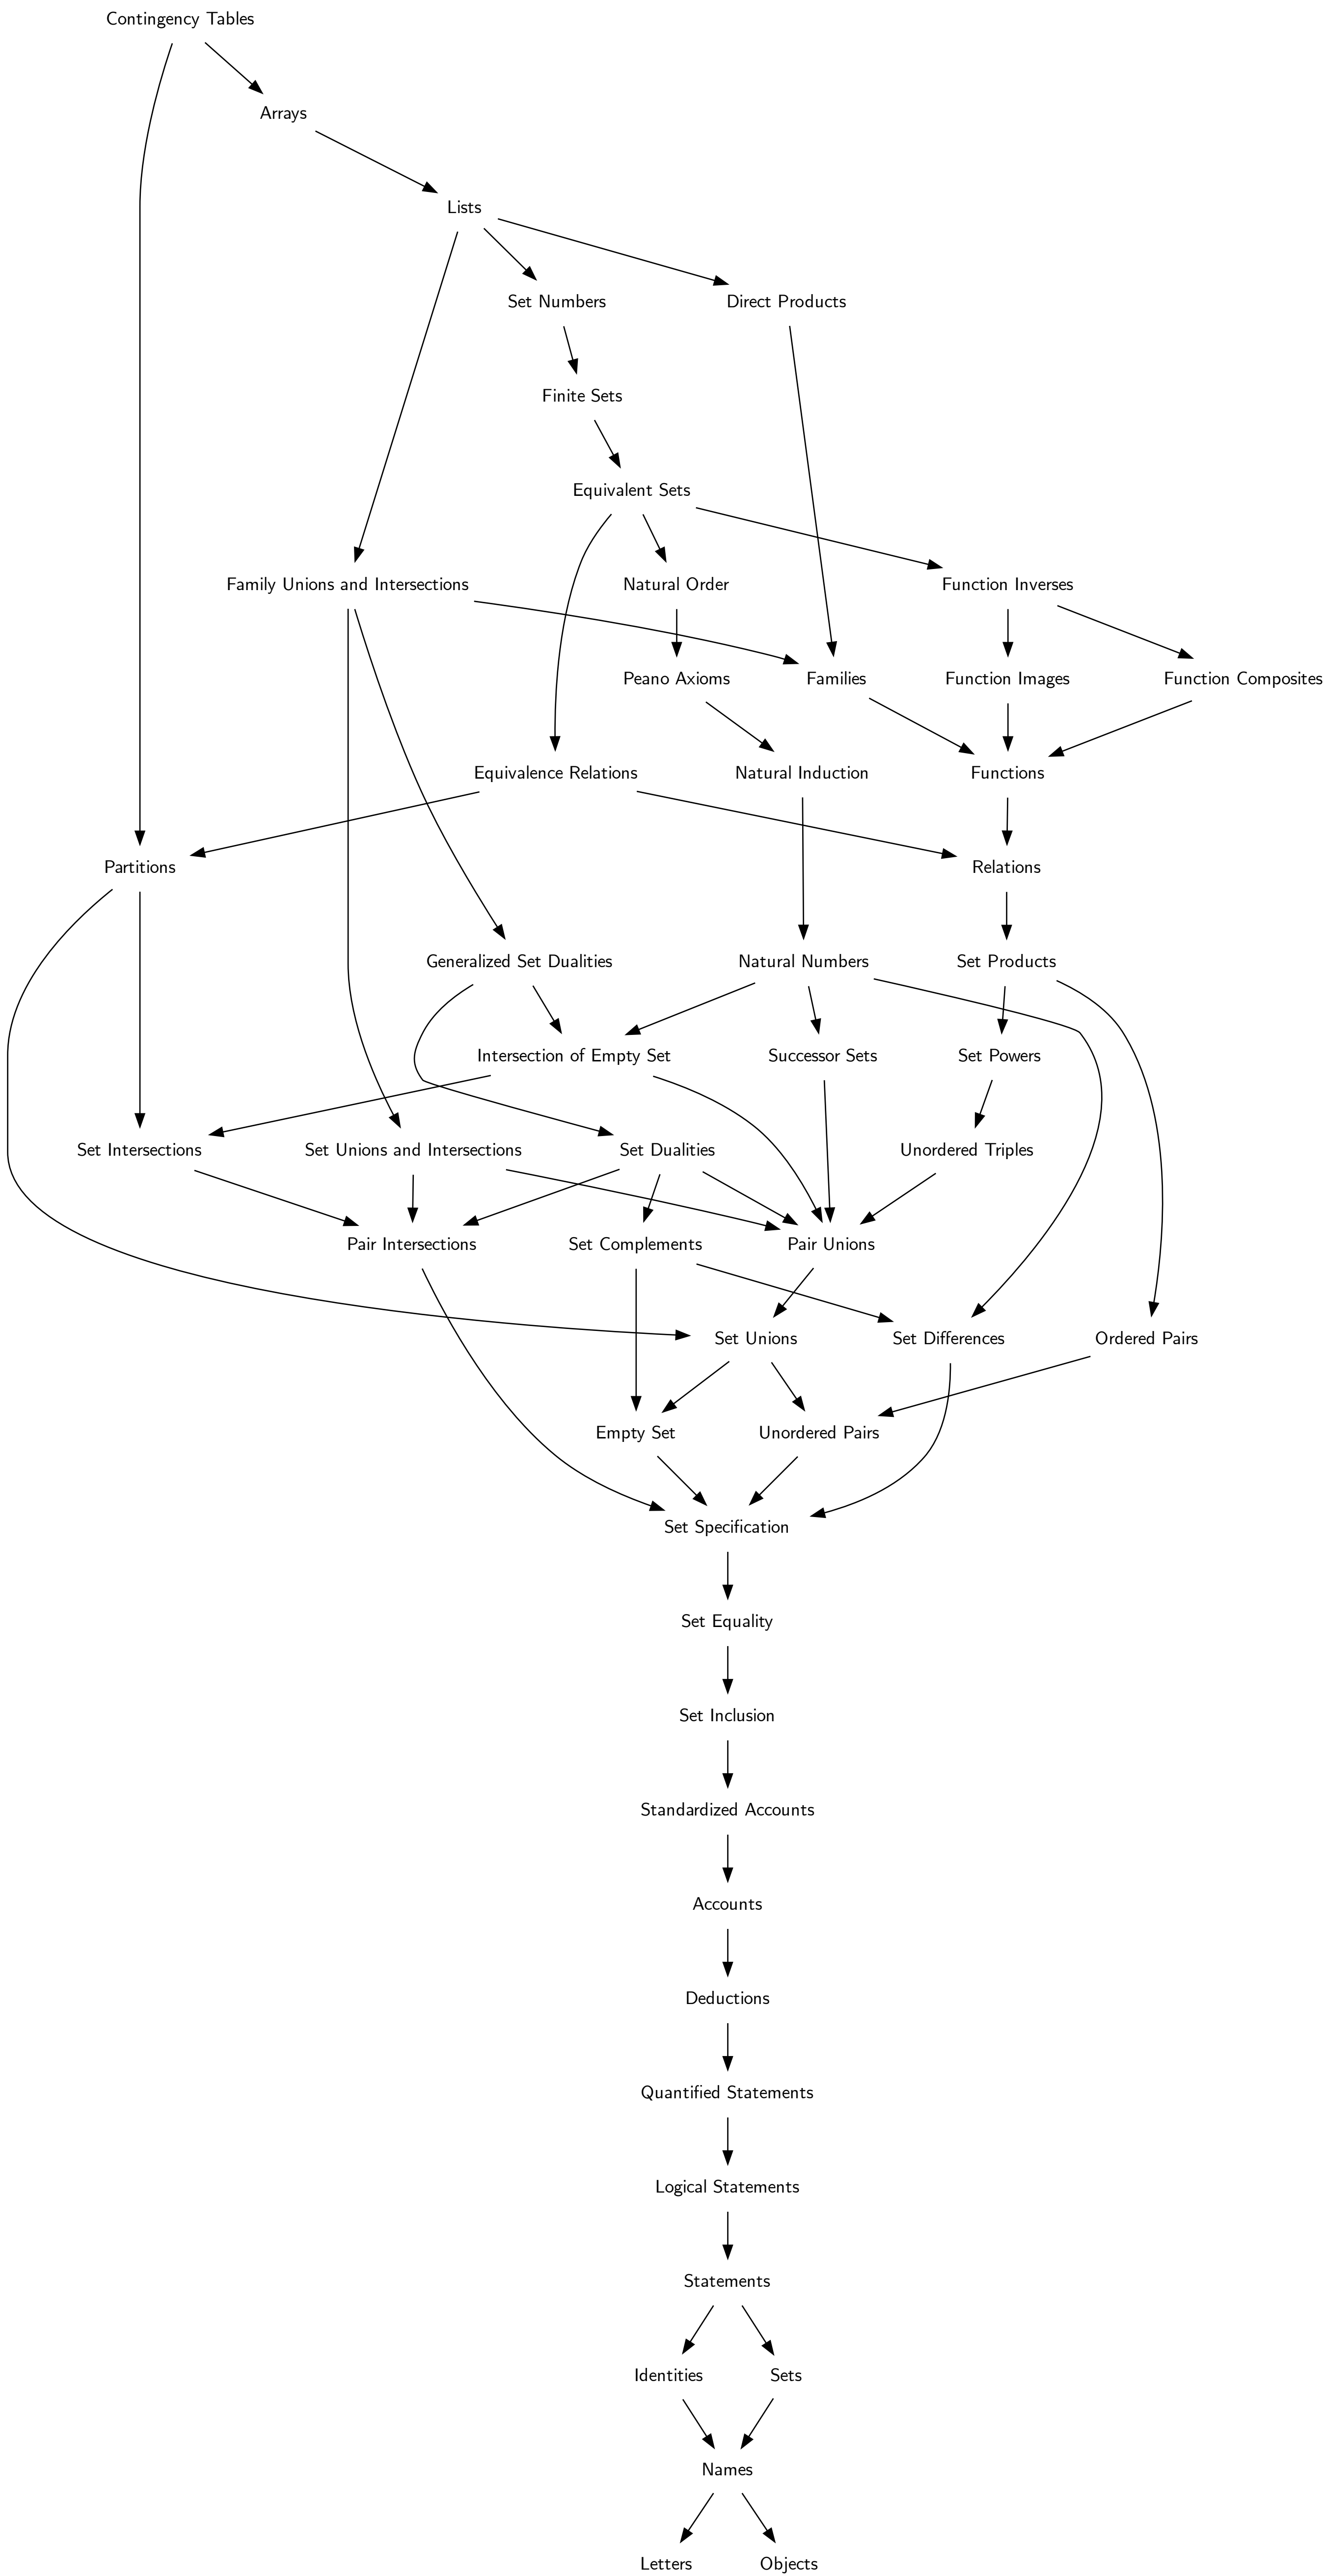 Contingency Tables
Arrays
Lists
Set Numbers
Direct Products
Finite Sets
Equivalent Sets
Family Unions and Intersections
Natural Order
Function Inverses
Peano Axioms
Families
Function Images
Function Composites
Equivalence Relations
Natural Induction
Functions
Partitions
Relations
Generalized Set Dualities
Natural Numbers
Set Products
Intersection of Empty Set
Successor Sets
Set Powers
Set Intersections
Set Unions and Intersections
Set Dualities
Unordered Triples
Pair Intersections
Set Complements
Pair Unions
Set Unions
Set Differences
Ordered Pairs
Empty Set
Unordered Pairs
Set Specification
Set Equality
Set Inclusion
Standardized Accounts
Accounts
Deductions
Quantified Statements
Logical Statements
Statements
Identities
Sets
Names
Letters
Objects